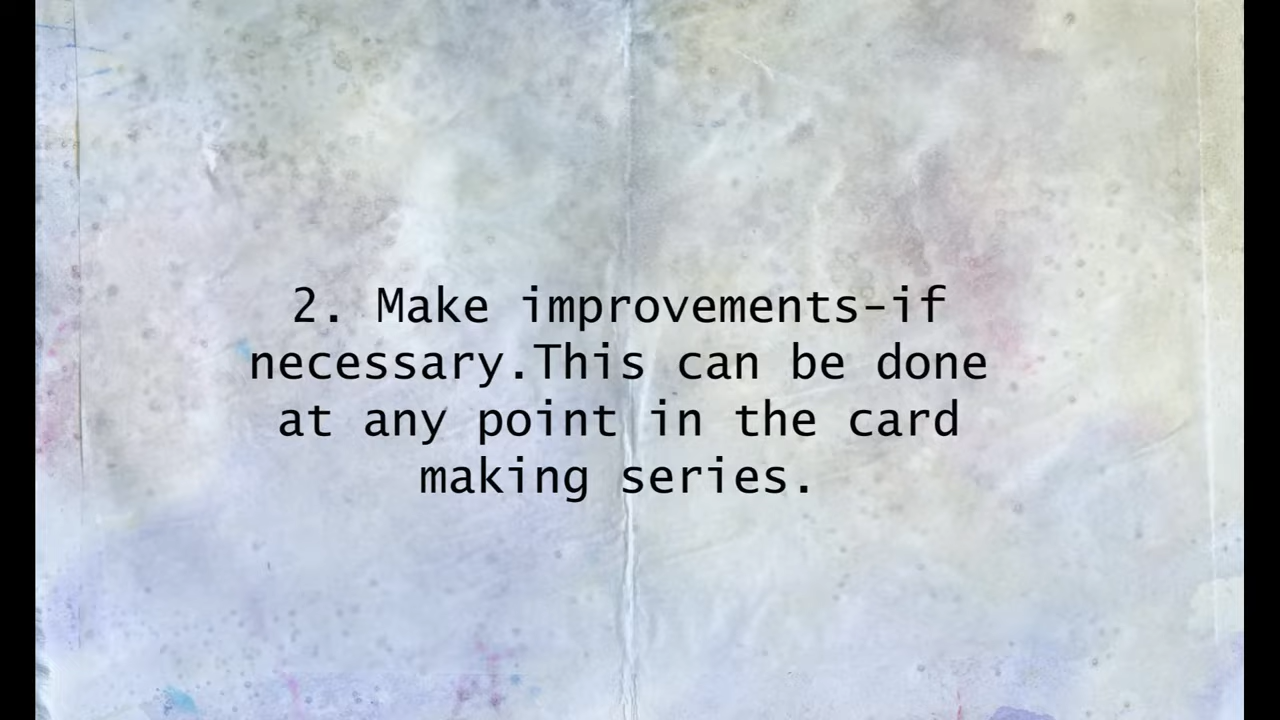 2. Make improvements-if
necessary.This can be done
at any point in the card
making series.